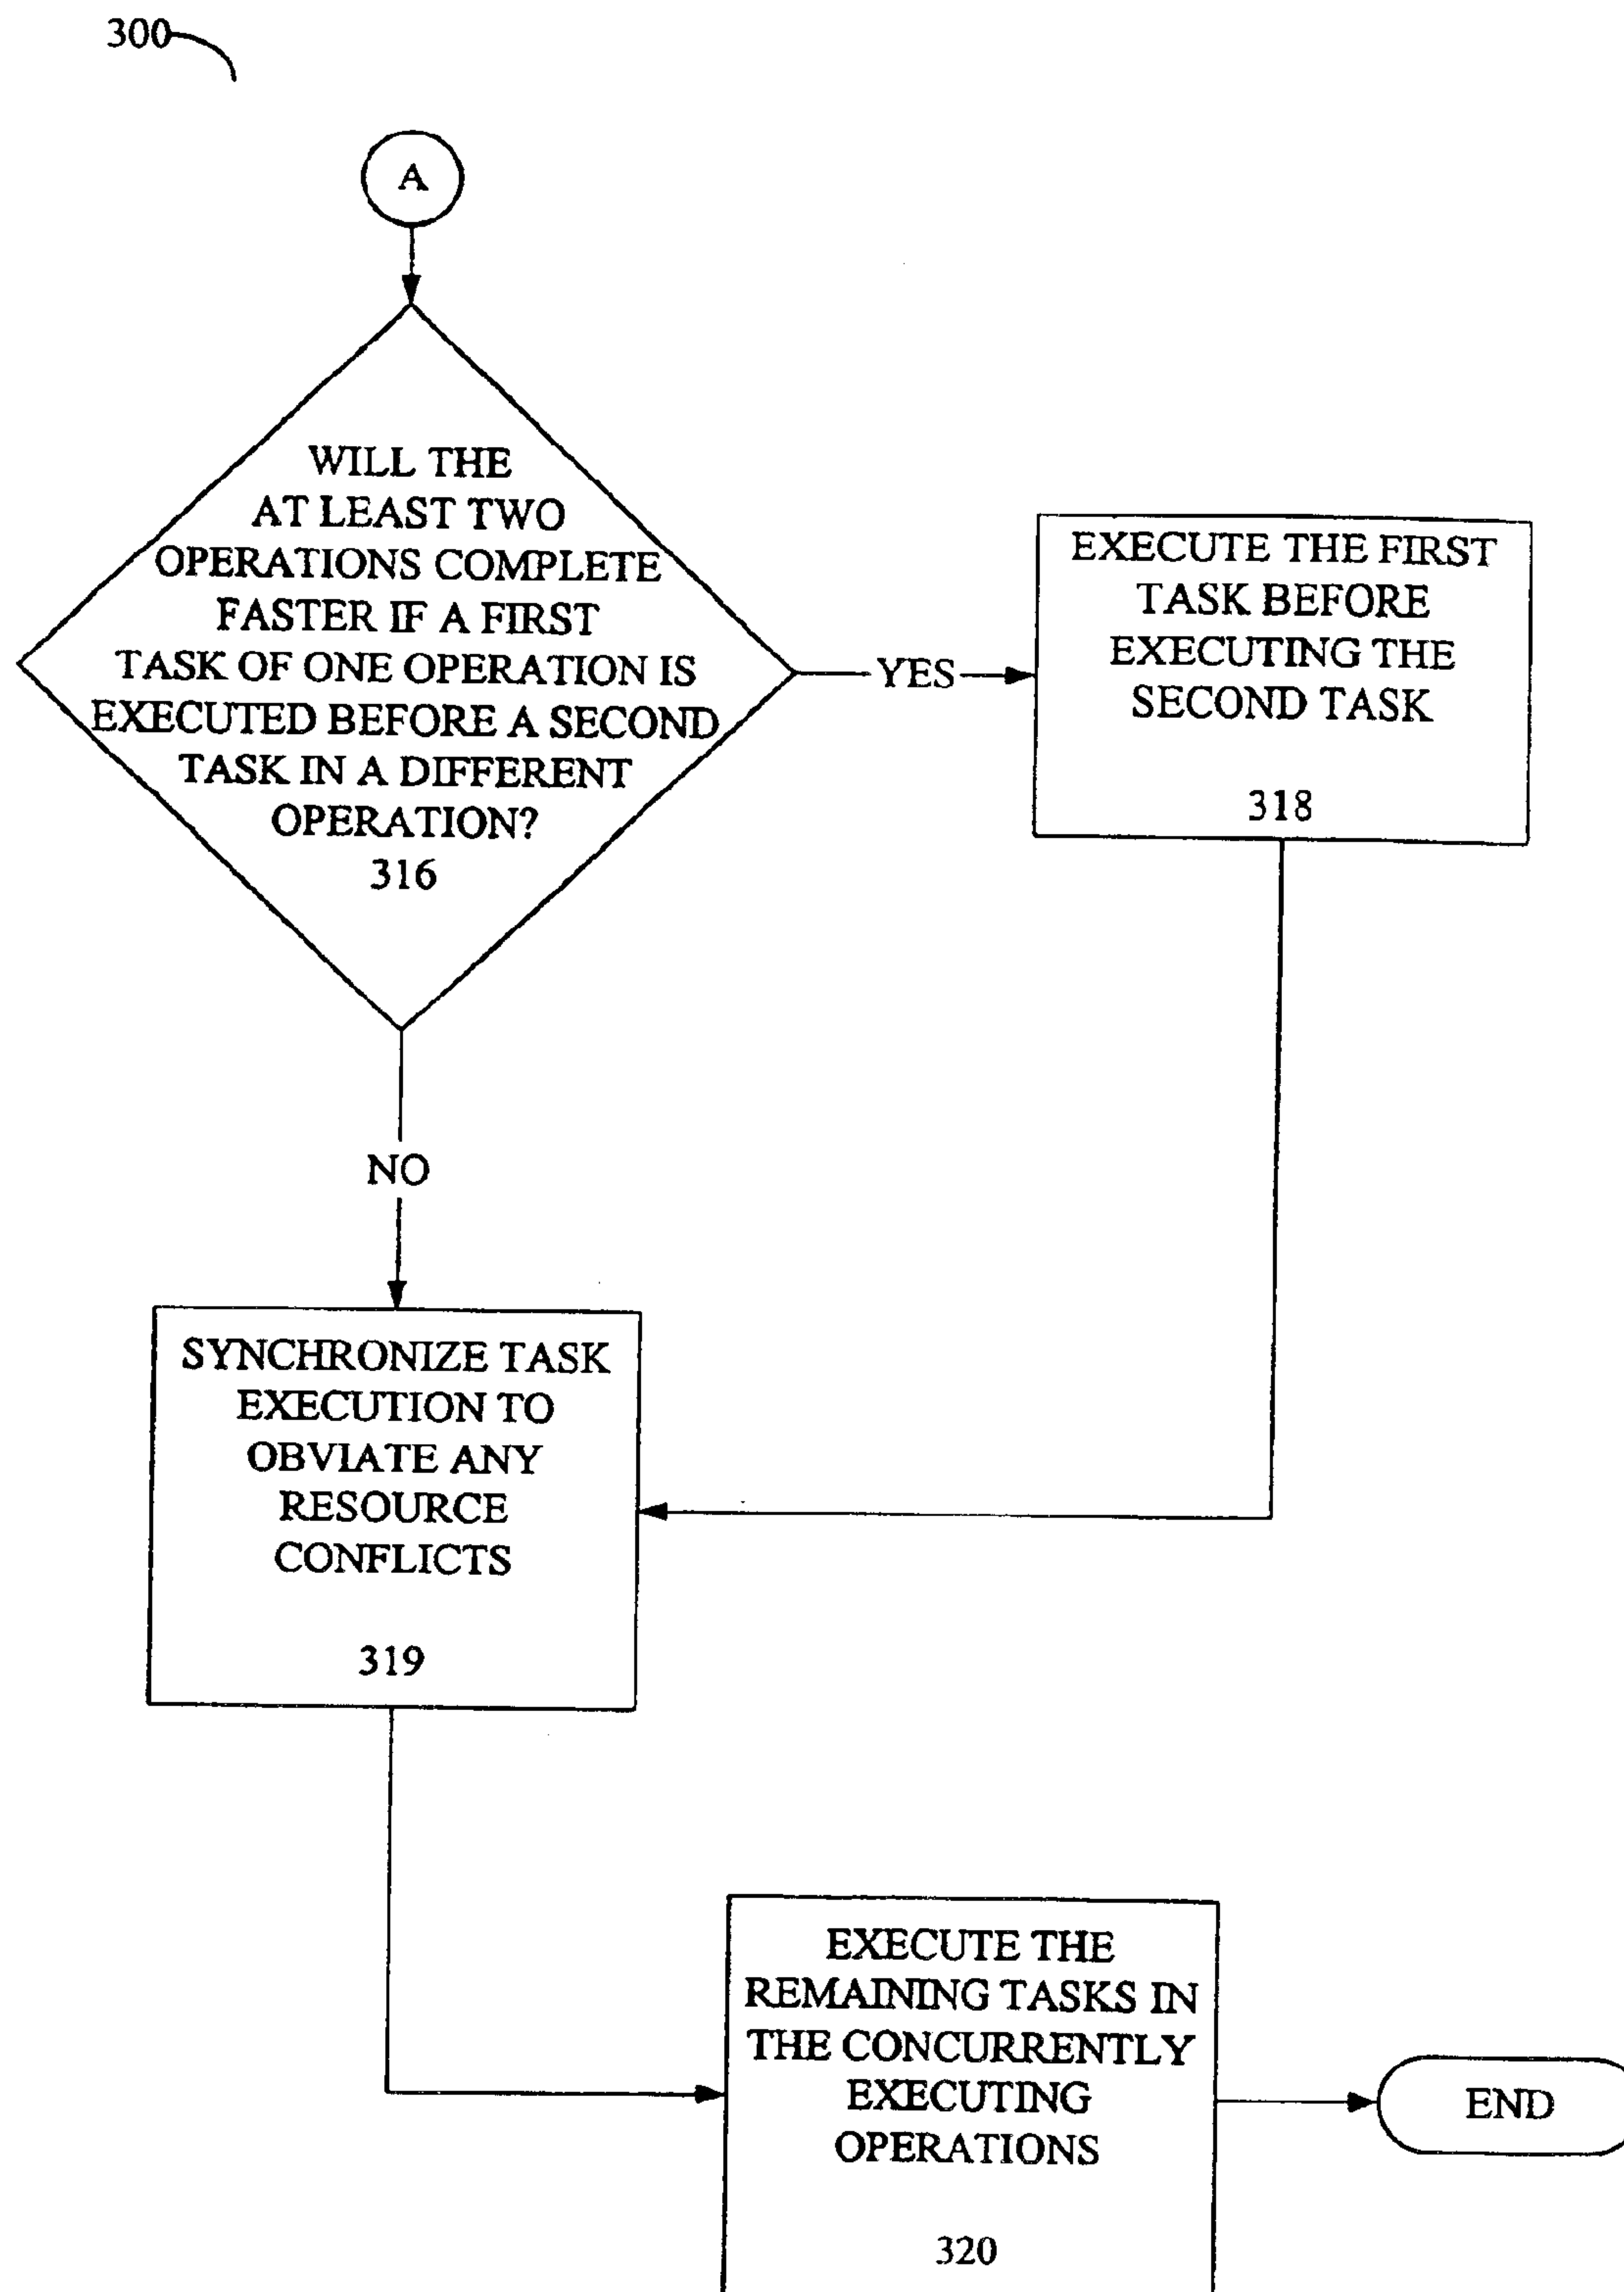 300
A
WILL THE
AT LEAST TWO
OPERATIONS COMPLETE
FASTER IF A FIRST
TASK OF ONE OPERATION IS
EXECUTED BEFORE A SECOND
TASK IN A DIFFERENT
OPERATION?
316
YES
EXECUTE THE FIRST
TASK BEFORE
EXECUTING THE
SECOND TASK
318
NO
SYNCHRONIZE TASK
EXECUTION TO
OBVIATE ANY
RESOURCE
CONFLICTS
319
EXECUTE THE
REMAINING TASKS IN
THE CONCURRENTLY
EXECUTING
OPERATIONS
320
END